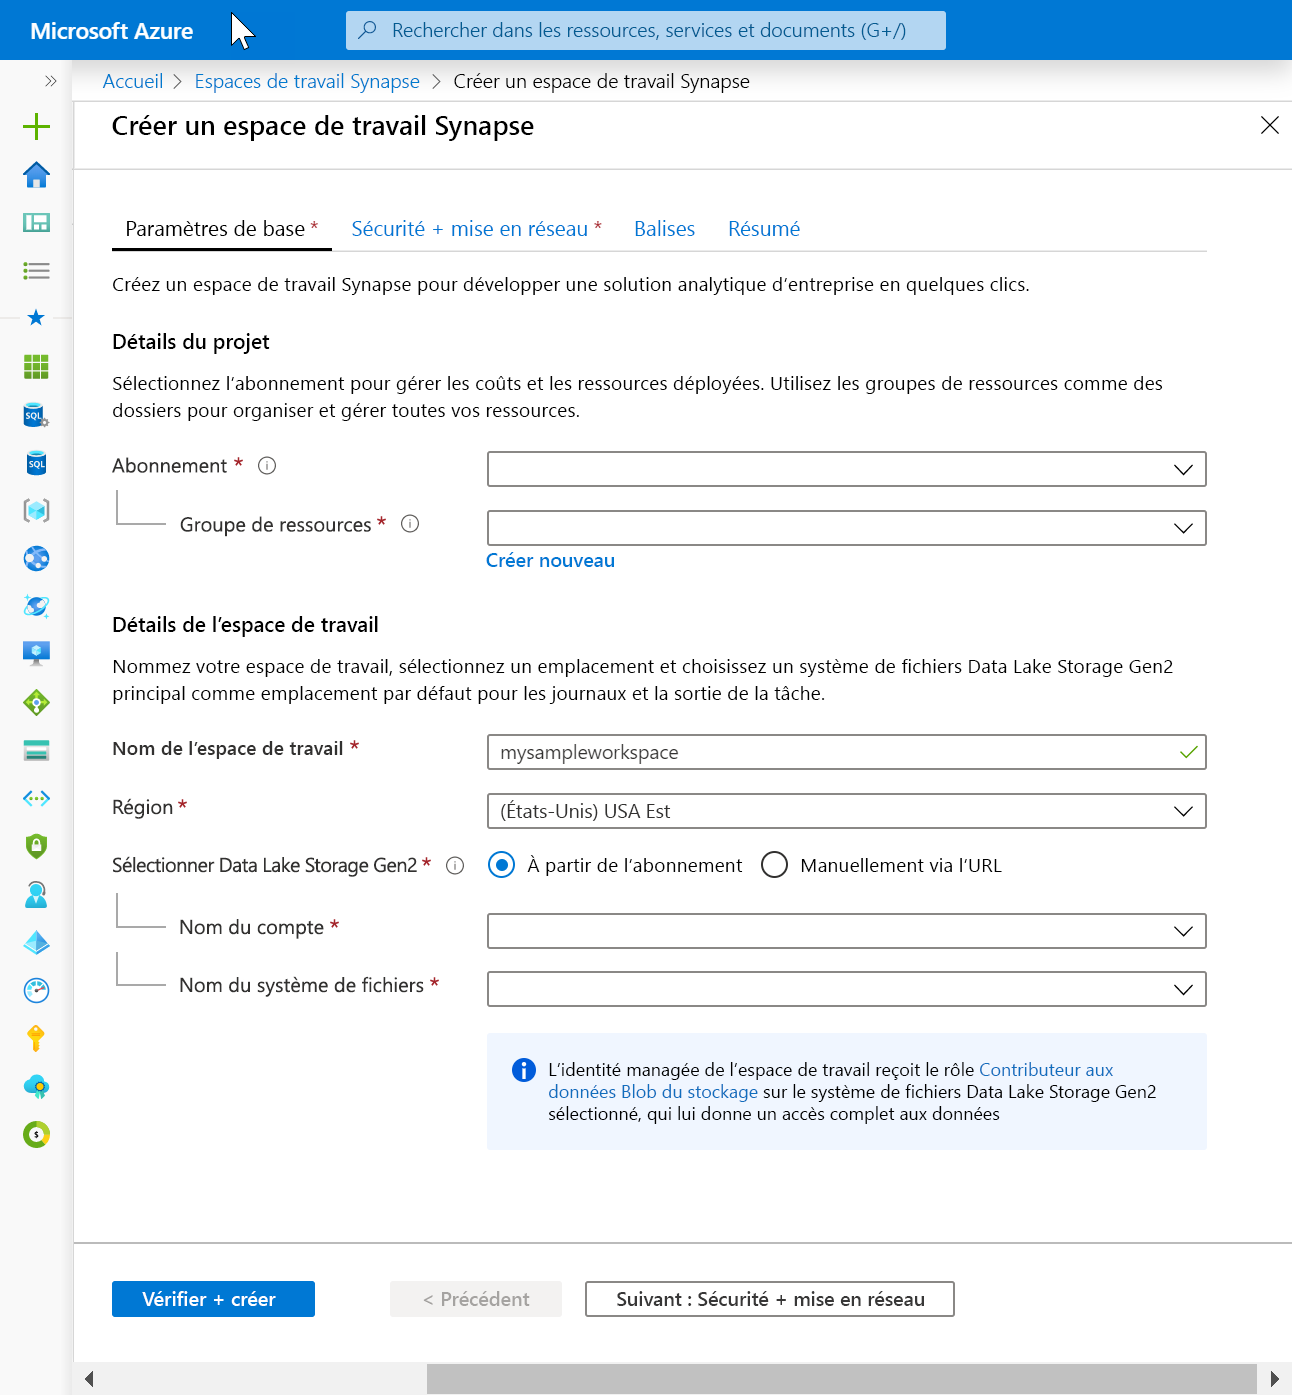 Microsoft Azure
Rechercher dans les ressources, services et documents (G+/)
Accueil > Espaces de travail Synapse > Créer un espace de travail Synapse
Créer un espace de travail Synapse
Paramètres de base * Sécurité + mise en réseau * Balises Résumé
Créez un espace de travail Synapse pour développer une solution analytique d’entreprise en quelques clics.
Détails du projet
Sélectionnez l’abonnement pour gérer les coûts et les ressources déployées. Utilisez les groupes de ressources comme des
dossiers pour organiser et gérer toutes vos ressources.
Abonnement *
Groupe de ressources *
Créer nouveau
Détails de l’espace de travail
Nommez votre espace de travail, sélectionnez un emplacement et choisissez un système de fichiers Data Lake Storage Gen2
principal comme emplacement par défaut pour les journaux et la sortie de la tâche.
Nom de l’espace de travail * mysampleworkspace
Région * (États-Unis) USA Est
Sélectionner Data Lake Storage Gen2 * À partir de l’abonnement Manuellement via l’URL
Nom du compte *
Nom du système de fichiers *
L’identité managée de l’espace de travail reçoit le rôle Contributeur aux
données Blob du stockage sur le système de fichiers Data Lake Storage Gen2
sélectionné, qui lui donne un accès complet aux données
Vérifier + créer < Précédent Suivant : Sécurité + mise en réseau